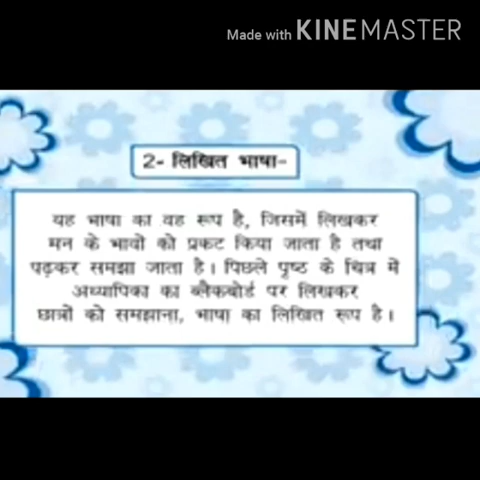 Made with KINEMASTER
2- लिखित भाषा-
यह भाषा का वह रूप है, जिसमें लिखकर
मन के भावों को प्रकट किया जाता है तथा
पढ़कर समझा जाता है। पिछले पृष्ठ के चित्र में
अध्यापिका का ब्लैकबोर्ड पर लिखकर
छात्रों को समझाना, भाषा का लिखित रूप है।